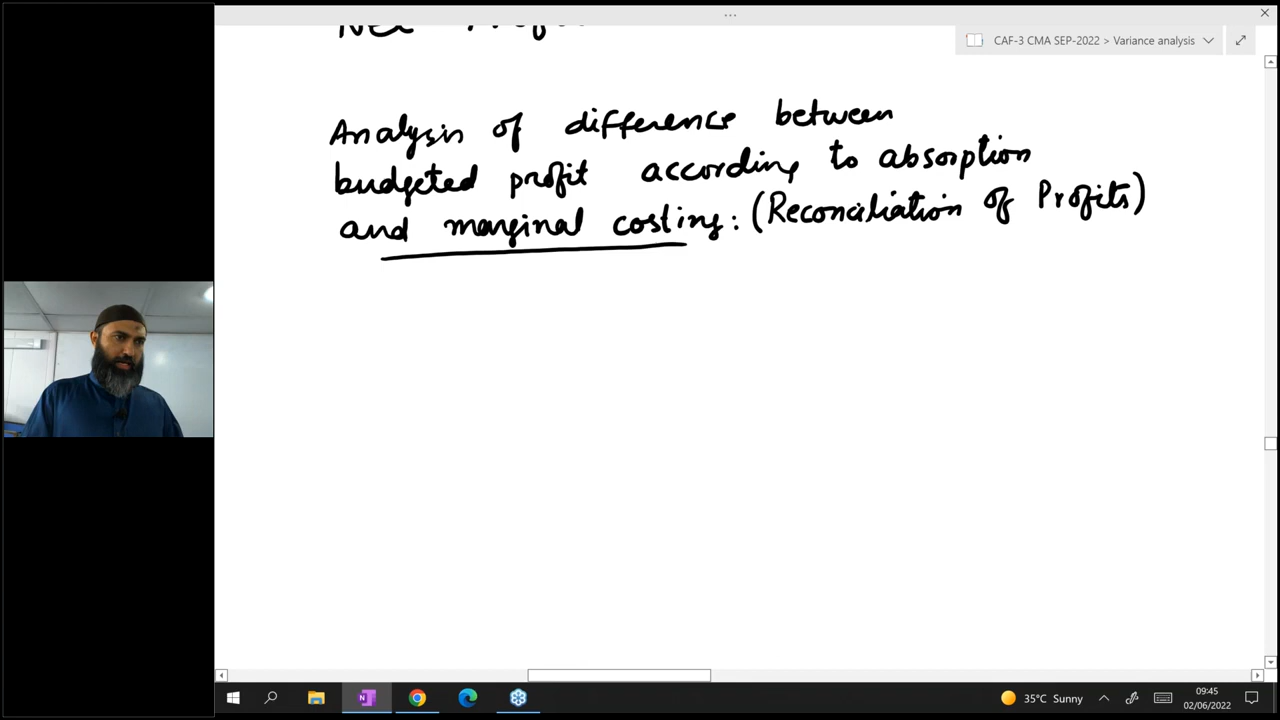 CAF-3 CMA SEP-2022 > Variance analysis
Analysis of difference between
budgeted profit according to absorption
and marginal costing: (Reconciliation of Profits)
35°C Sunny
09:45
02/06/2022